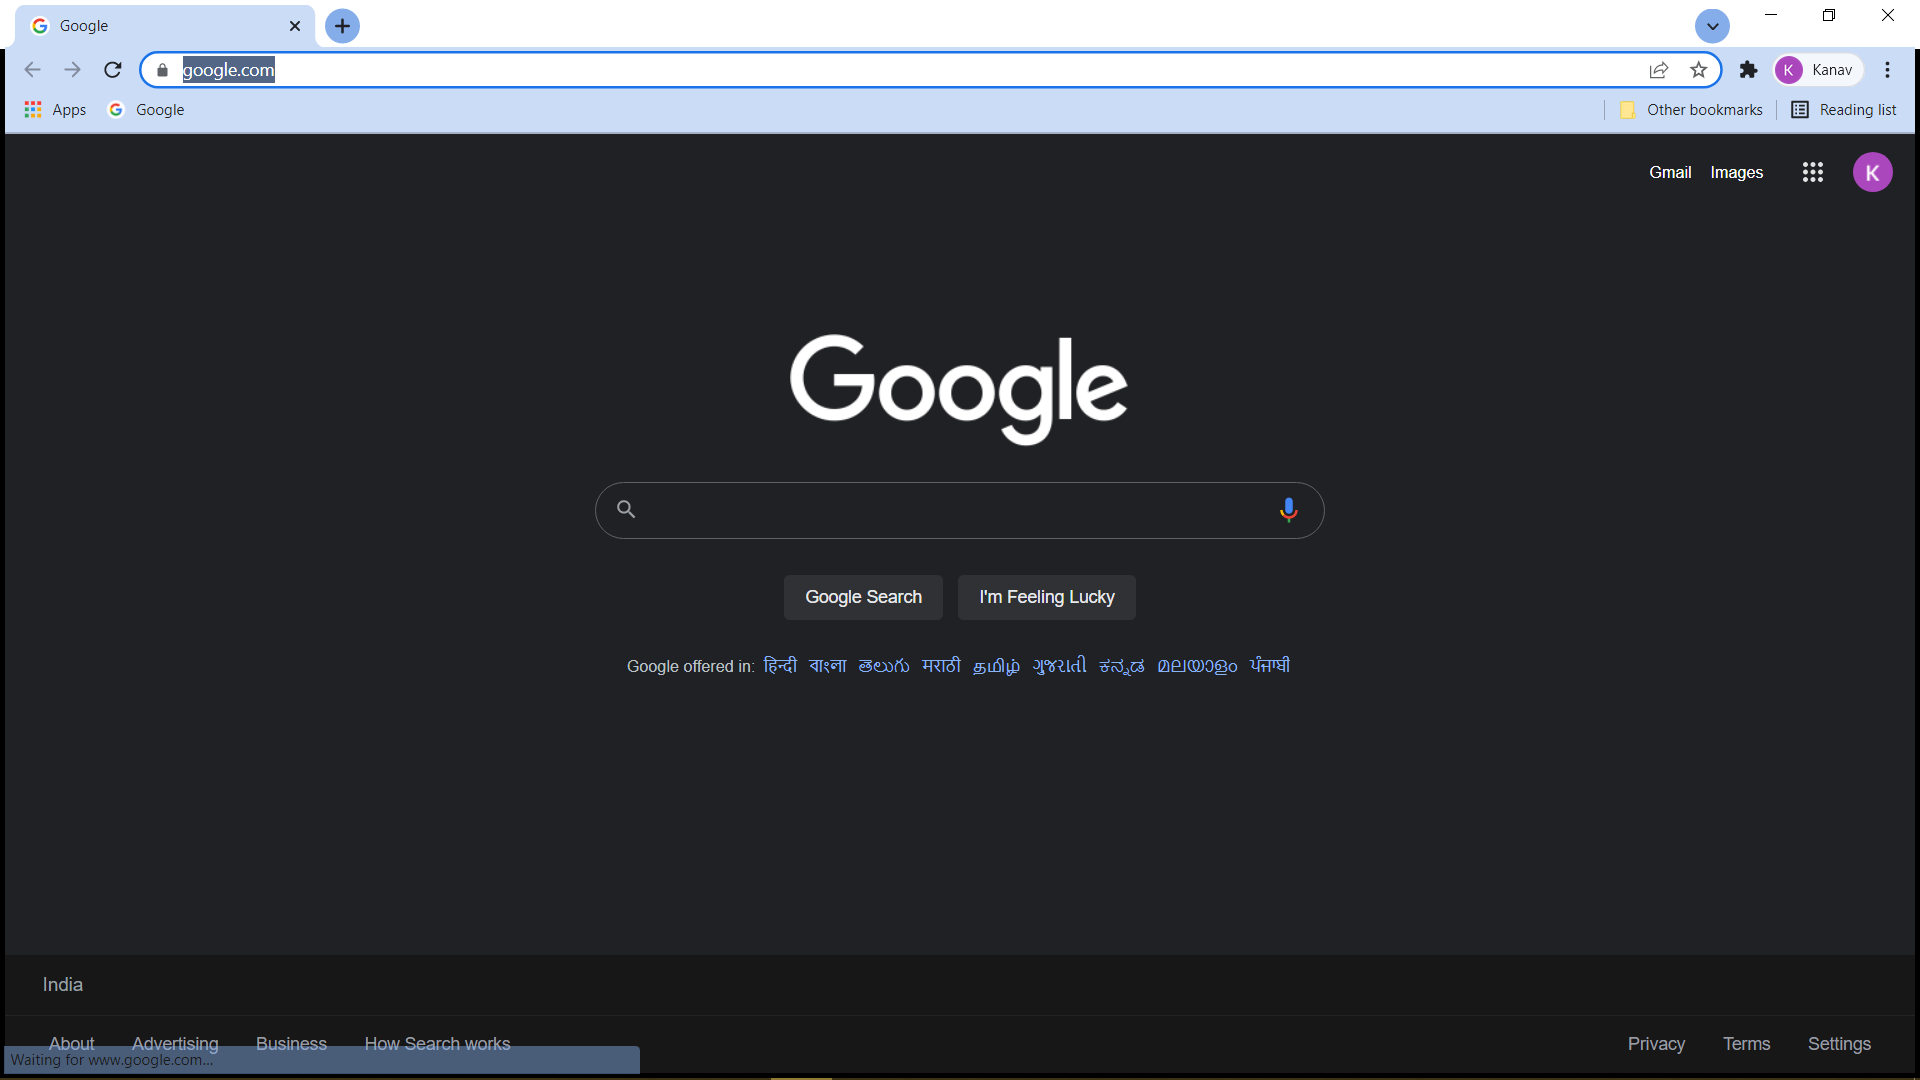 Google
google.com
Kanav
Apps Google Other bookmarks Reading list
Gmail Images K
Google
Google Search I'm Feeling Lucky
Google offered in: हिन्दी বাংলা తెలుగు मराठी தமிழ் ગુજરાતી ಕನ್ನಡ മലയാളം ਪੰਜਾਬੀ
India
About Advertising Business How Search works Privacy Terms Settings
Waiting for www.google.com...